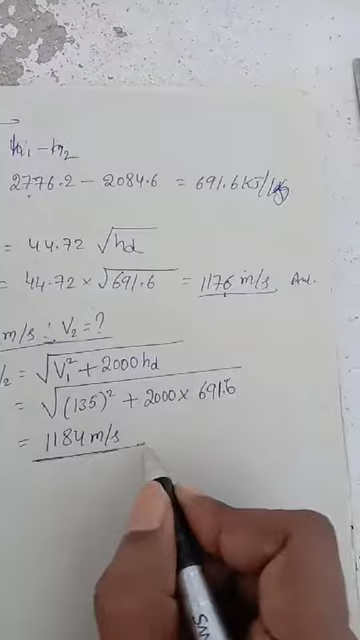 h₁ - h₂
2776.2 - 2084.6 = 691.6 KJ/kg
= 44.72 √hd
= 44.72 × √691.6 = 1176 m/s Ans.
m/s ∴ V₂ = ?
V₂ = √V₁² + 2000 hd
= √(135)² + 2000 × 691.6
= 1184 m/s
SAN